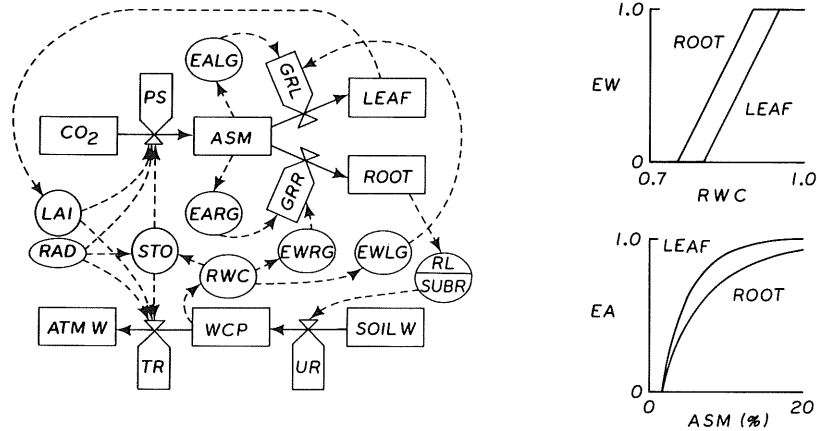 EALG
GRL
PS
LEAF
CO2
ASM
ROOT
GRR
EARG
LAI
RAD
STO
RWC
EWRG
EWLG
RL
SUBR
ATM W
WCP
SOIL W
TR
UR
1.0
ROOT
EW
LEAF
0
0.7
1.0
RWC
1.0
LEAF
ROOT
EA
0
0
20
ASM (%)